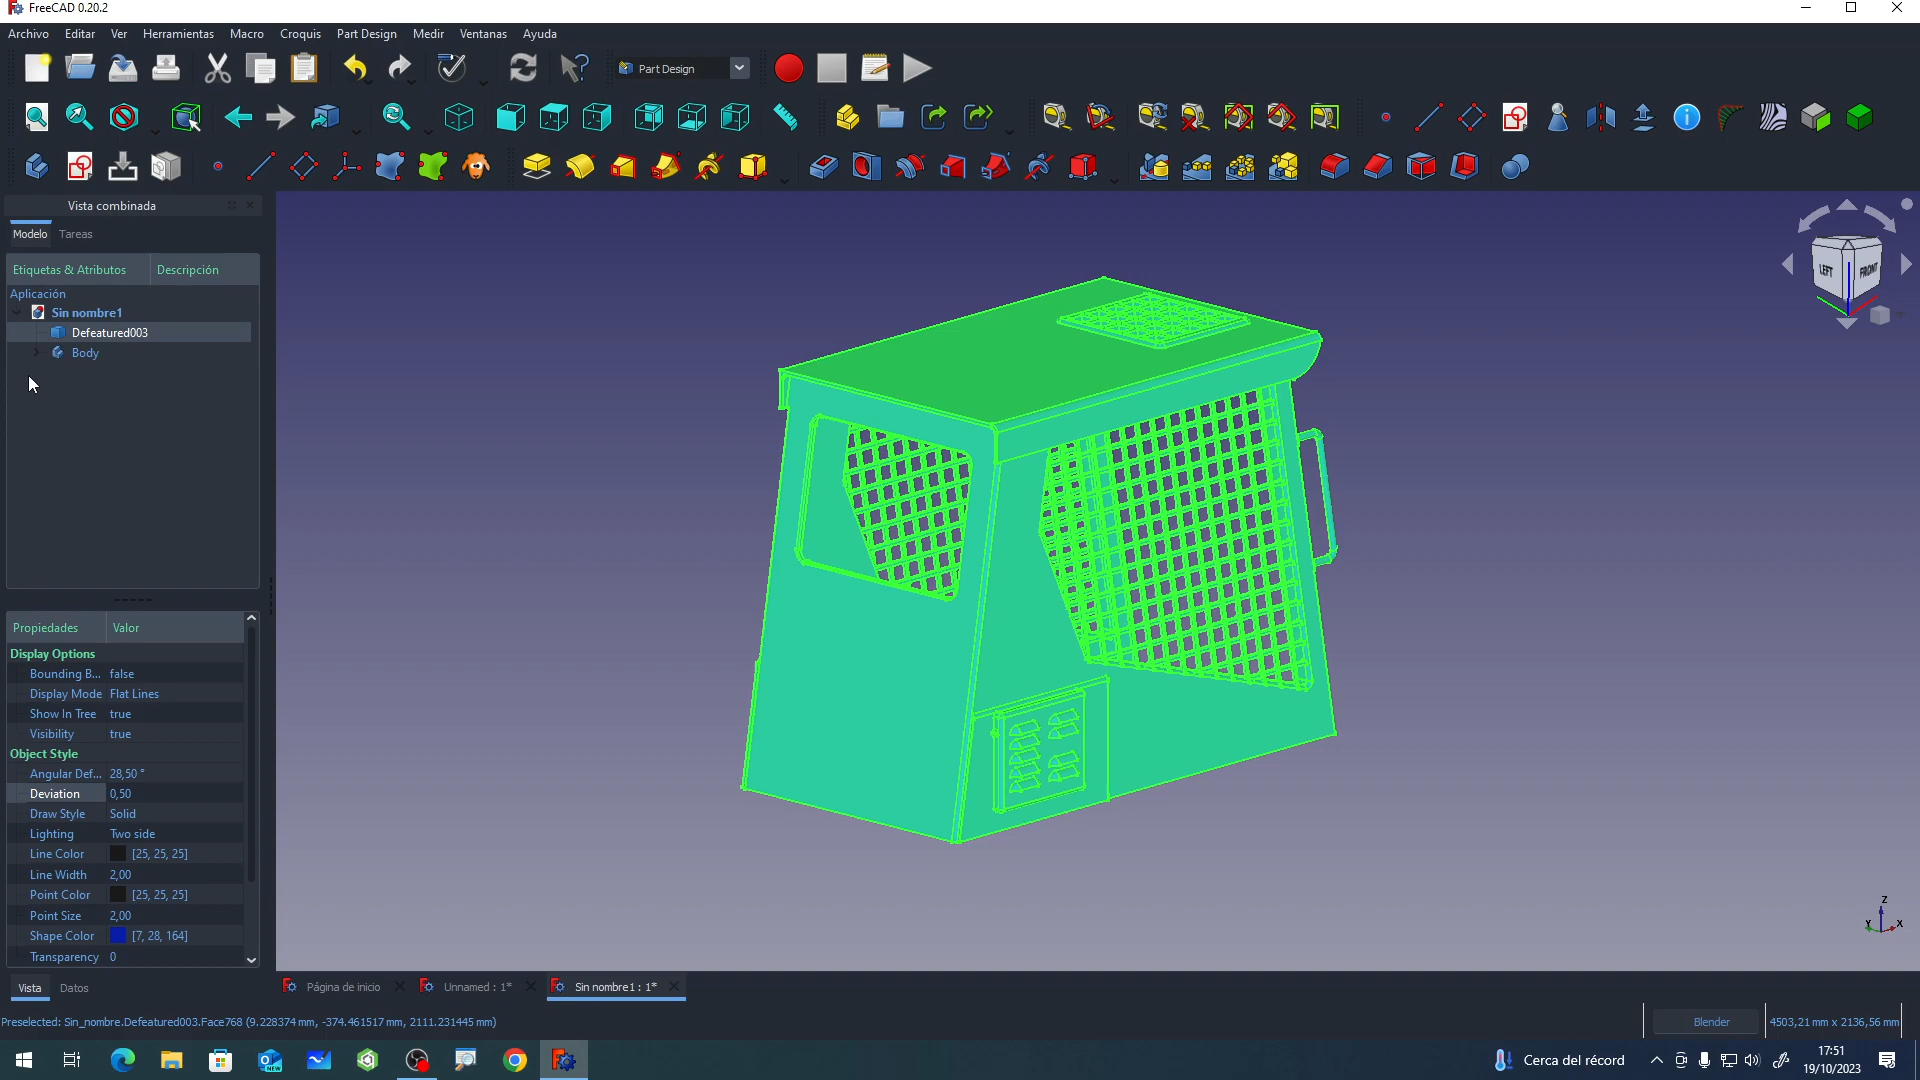 FreeCAD 0.20.2
Archivo Editar Ver Herramientas Macro Croquis Part Design Medir Ventanas Ayuda
Part Design
Vista combinada
Modelo Tareas
Etiquetas & Atributos Descripción
Aplicación
Sin nombre1
Defeatured003
Body
LEFT FRONT
Propiedades Valor
Display Options
Bounding B... false
Display Mode Flat Lines
Show In Tree true
Visibility true
Object Style
Angular Def... 28,50 °
Deviation 0,50
Draw Style Solid
Lighting Two side
Line Color [25, 25, 25]
Line Width 2,00
Point Color [25, 25, 25]
Point Size 2,00
Shape Color [7, 28, 164]
Transparency 0
Z
Y X
Vista Datos
Página de inicio Unnamed : 1* Sin nombre1 : 1*
Preselected: Sin_nombre.Defeatured003.Face768 (9.228374 mm, -374.461517 mm, 2111.231445 mm)
Blender 4503,21 mm x 2136,56 mm
NEW
Cerca del récord
17:51
19/10/2023